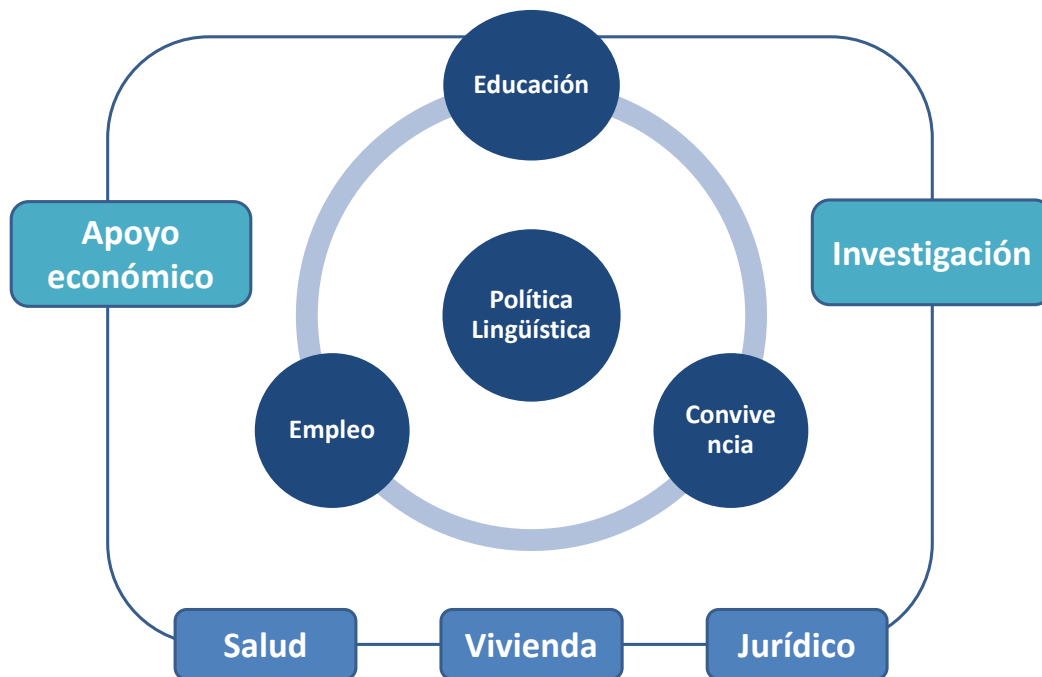 Educación
Apoyo
económico
Investigación
Política
Lingüística
Empleo
Convive
ncia
Salud
Vivienda
Jurídico